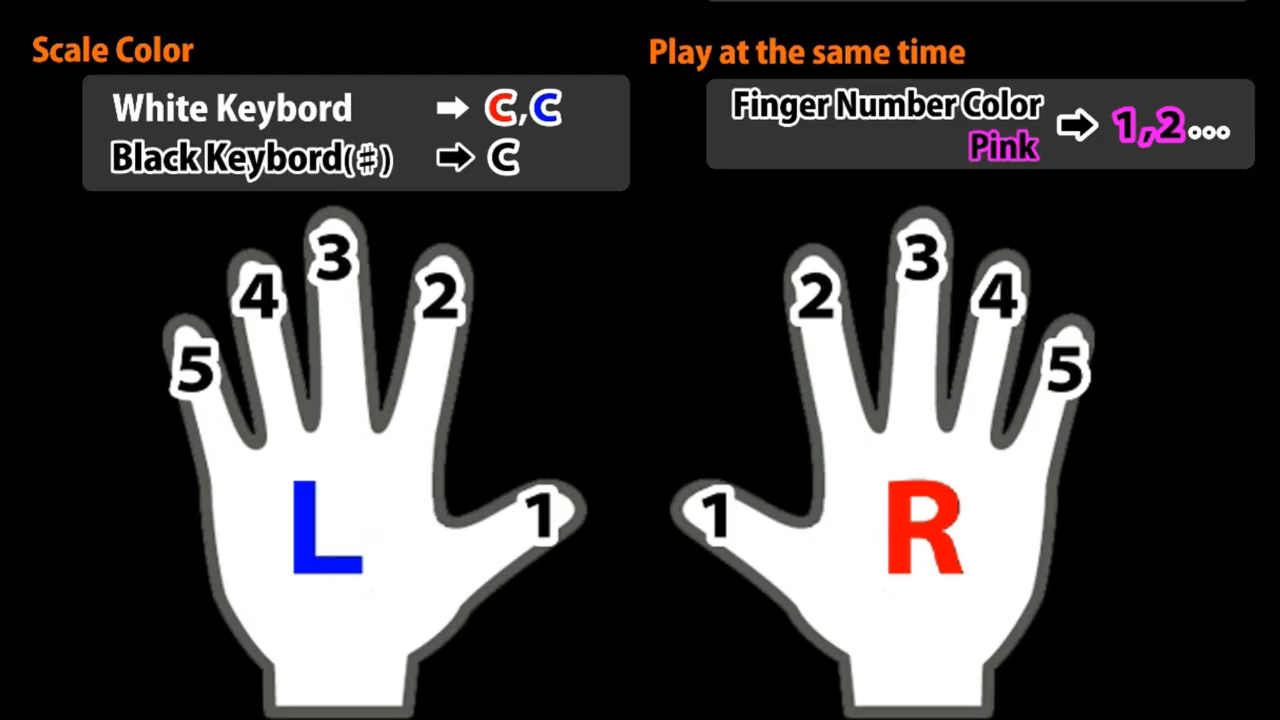 Scale Color
White Keybord ➡ C,C
Black Keybord(#) ➡ C
Play at the same time
Finger Number Color ➡ 1,2...
Pink
3
4
2
5
1
L
3
2
4
5
1
R